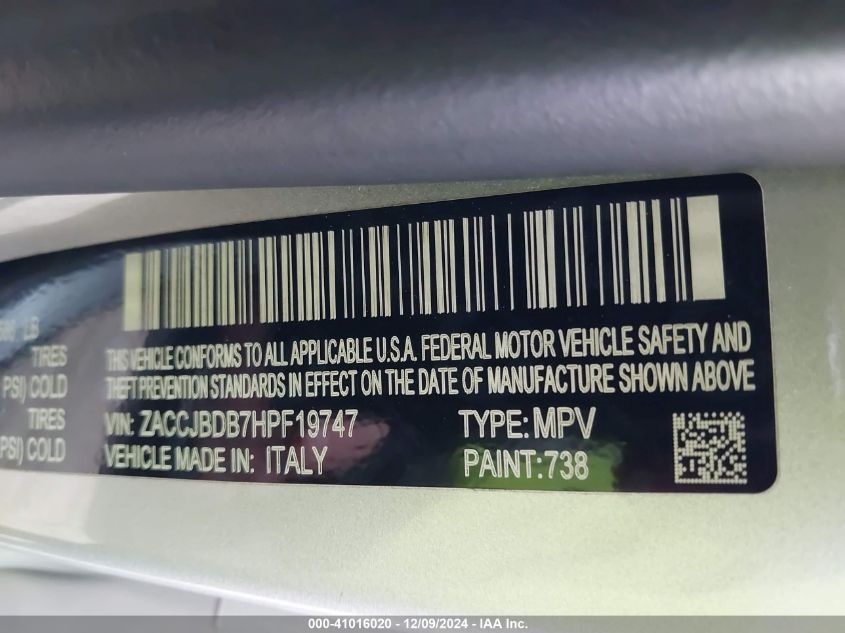 LB
TIRES
PSI) COLD
TIRES
PSI) COLD
THIS VEHICLE CONFORMS TO ALL APPLICABLE U.S.A. FEDERAL MOTOR VEHICLE SAFETY AND
THEFT PREVENTION STANDARDS IN EFFECT ON THE DATE OF MANUFACTURE SHOWN ABOVE
VIN: ZACCJBDB7HPF19747 TYPE: MPV
VEHICLE MADE IN: ITALY PAINT:738
000-41016020 - 12/09/2024 - IAA Inc.